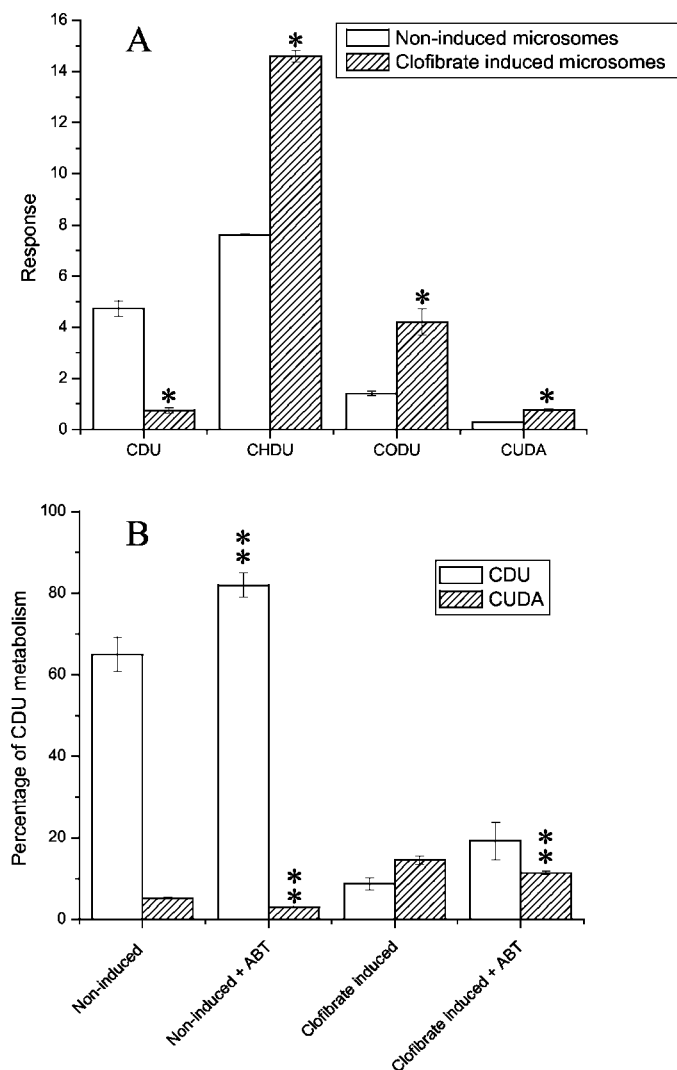 A
Non-induced microsomes
Clofibrate induced microsomes
16
14
12
10
8
6
4
2
0
Response
* * * *
CDU CHDU CODU CUDA
B
CDU
CUDA
100
80
60
40
20
0
Percentage of CDU metabolism
** ** **
Non-induced
Non-induced + ABT
Clofibrate induced
Clofibrate induced + ABT